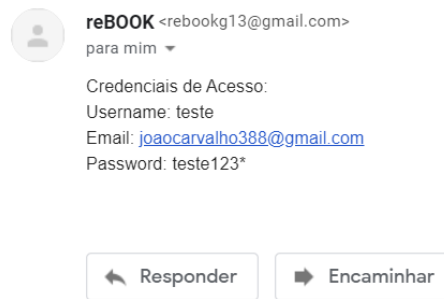 reBOOK <rebookg13@gmail.com>
para mim
Credenciais de Acesso:
Username: teste
Email: joaocarvalho388@gmail.com
Password: teste123*
Responder Encaminhar